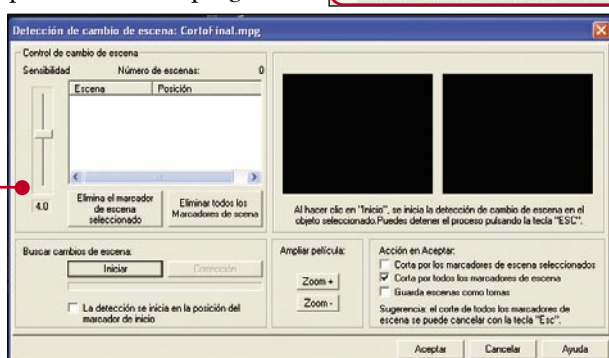 Detección de cambio de escena: CortoFinal.mpg
Control de cambio de escena
Sensibilidad Número de escenas: 0
Escena Posición
4.0
Elimina el marcador
de escena
seleccionado
Eliminar todos los
Marcadores de scena
Al hacer clic en "Inicio", se inicia la detección de cambio de escena en el
objeto seleccionado.Puedes detener el proceso pulsando la tecla "ESC".
Buscar cambios de escena:
Iniciar Corrección
La detección se inicia en la posición del
marcador de inicio
Ampliar película:
Zoom +
Zoom -
Acción en Aceptar:
Corta por los marcadores de escena seleccionados
Corta por todos los marcadores de escena
Guarda escenas como tomas
Sugerencia: el corte de todos los marcadores de
escena se puede cancelar con la tecla "Esc".
Aceptar Cancelar Ayuda